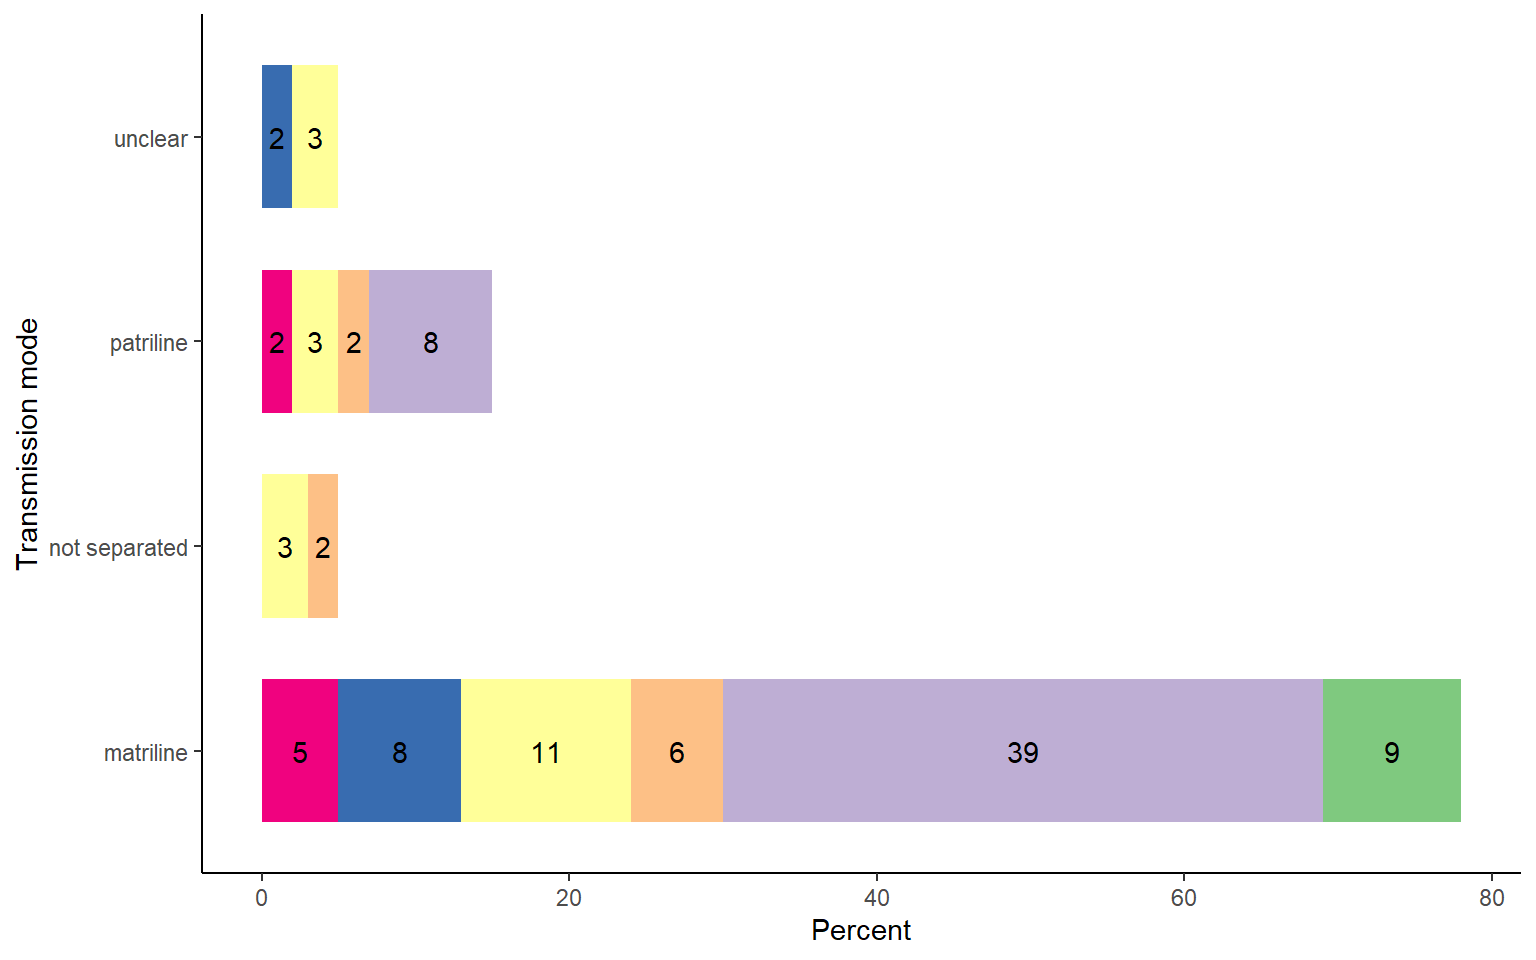 Transmission mode
unclear
2 3
patriline
2 3 2 8
not separated
3 2
matriline
5 8 11 6 39 9
0 20 40 60 80
Percent